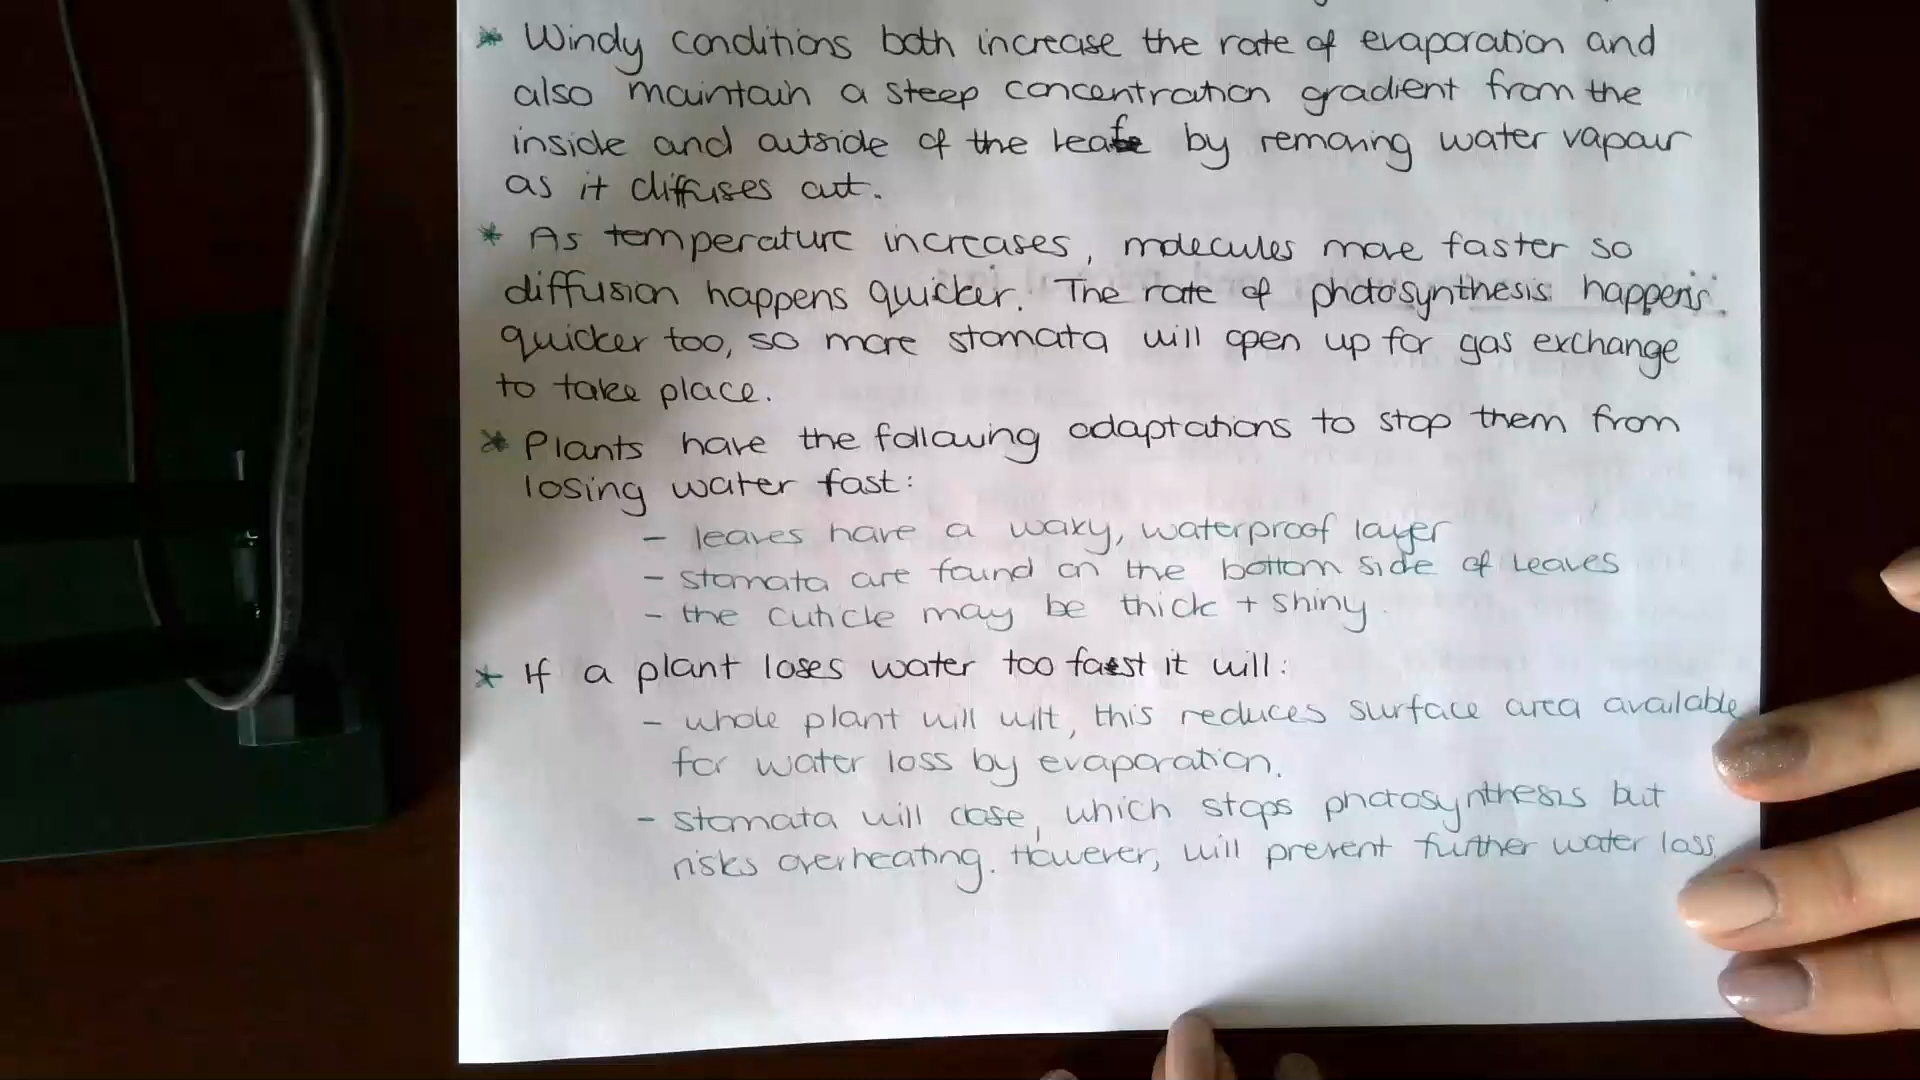 * Windy conditions both increase the rate of evaporation and
also maintain a steep concentration gradient from the
inside and outside of the leaf by removing water vapour
as it diffuses out.
* As temperature increases, molecules move faster so
diffusion happens quicker. The rate of photosynthesis happens
quicker too, so more stomata will open up for gas exchange
to take place.
* Plants have the following adaptations to stop them from
losing water fast:
- leaves have a waxy, waterproof layer
- stomata are found on the bottom side of leaves
- the cuticle may be thick + shiny.
* If a plant loses water too fast it will:
- whole plant will wilt, this reduces surface area available
for water loss by evaporation.
- stomata will close, which stops photosynthesis but
risks overheating. However, will prevent further water loss.